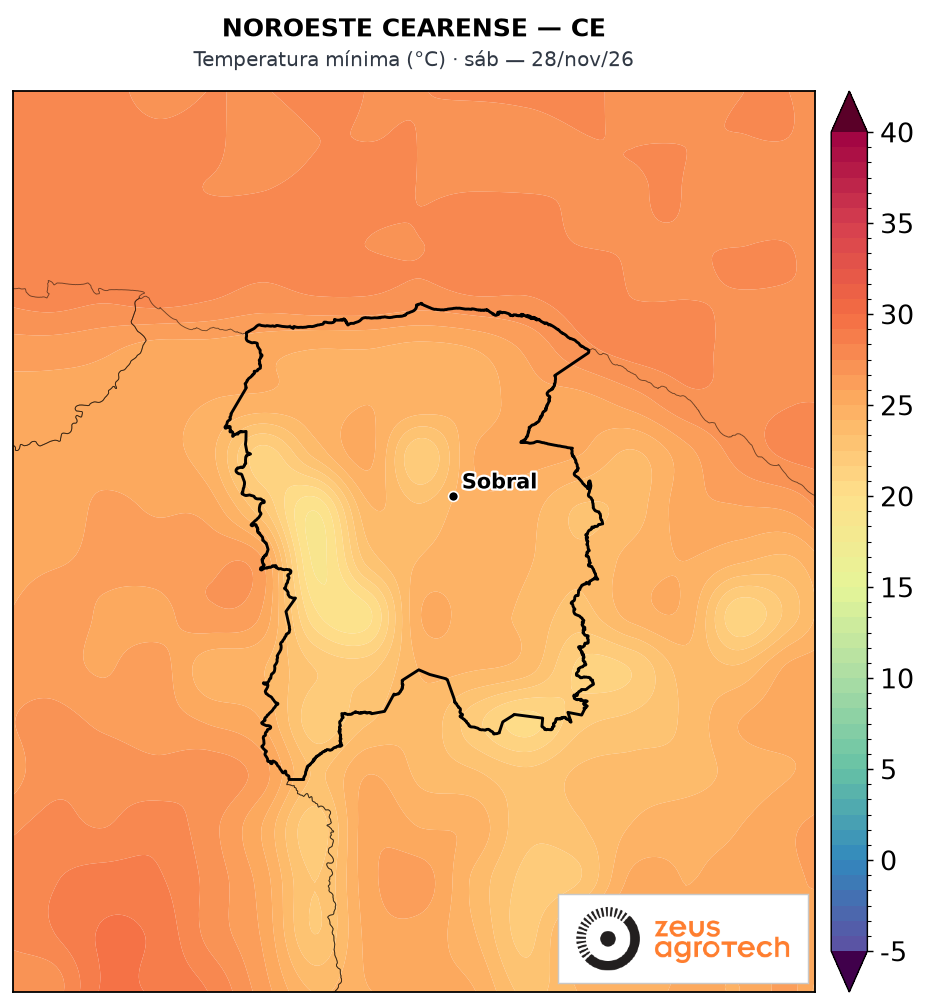 NOROESTE CEARENSE — CE
Temperatura mínima (°C) · sáb — 28/nov/26
40
35
30
25
20
15
10
5
0
-5
Sobral
zeus
agrotech